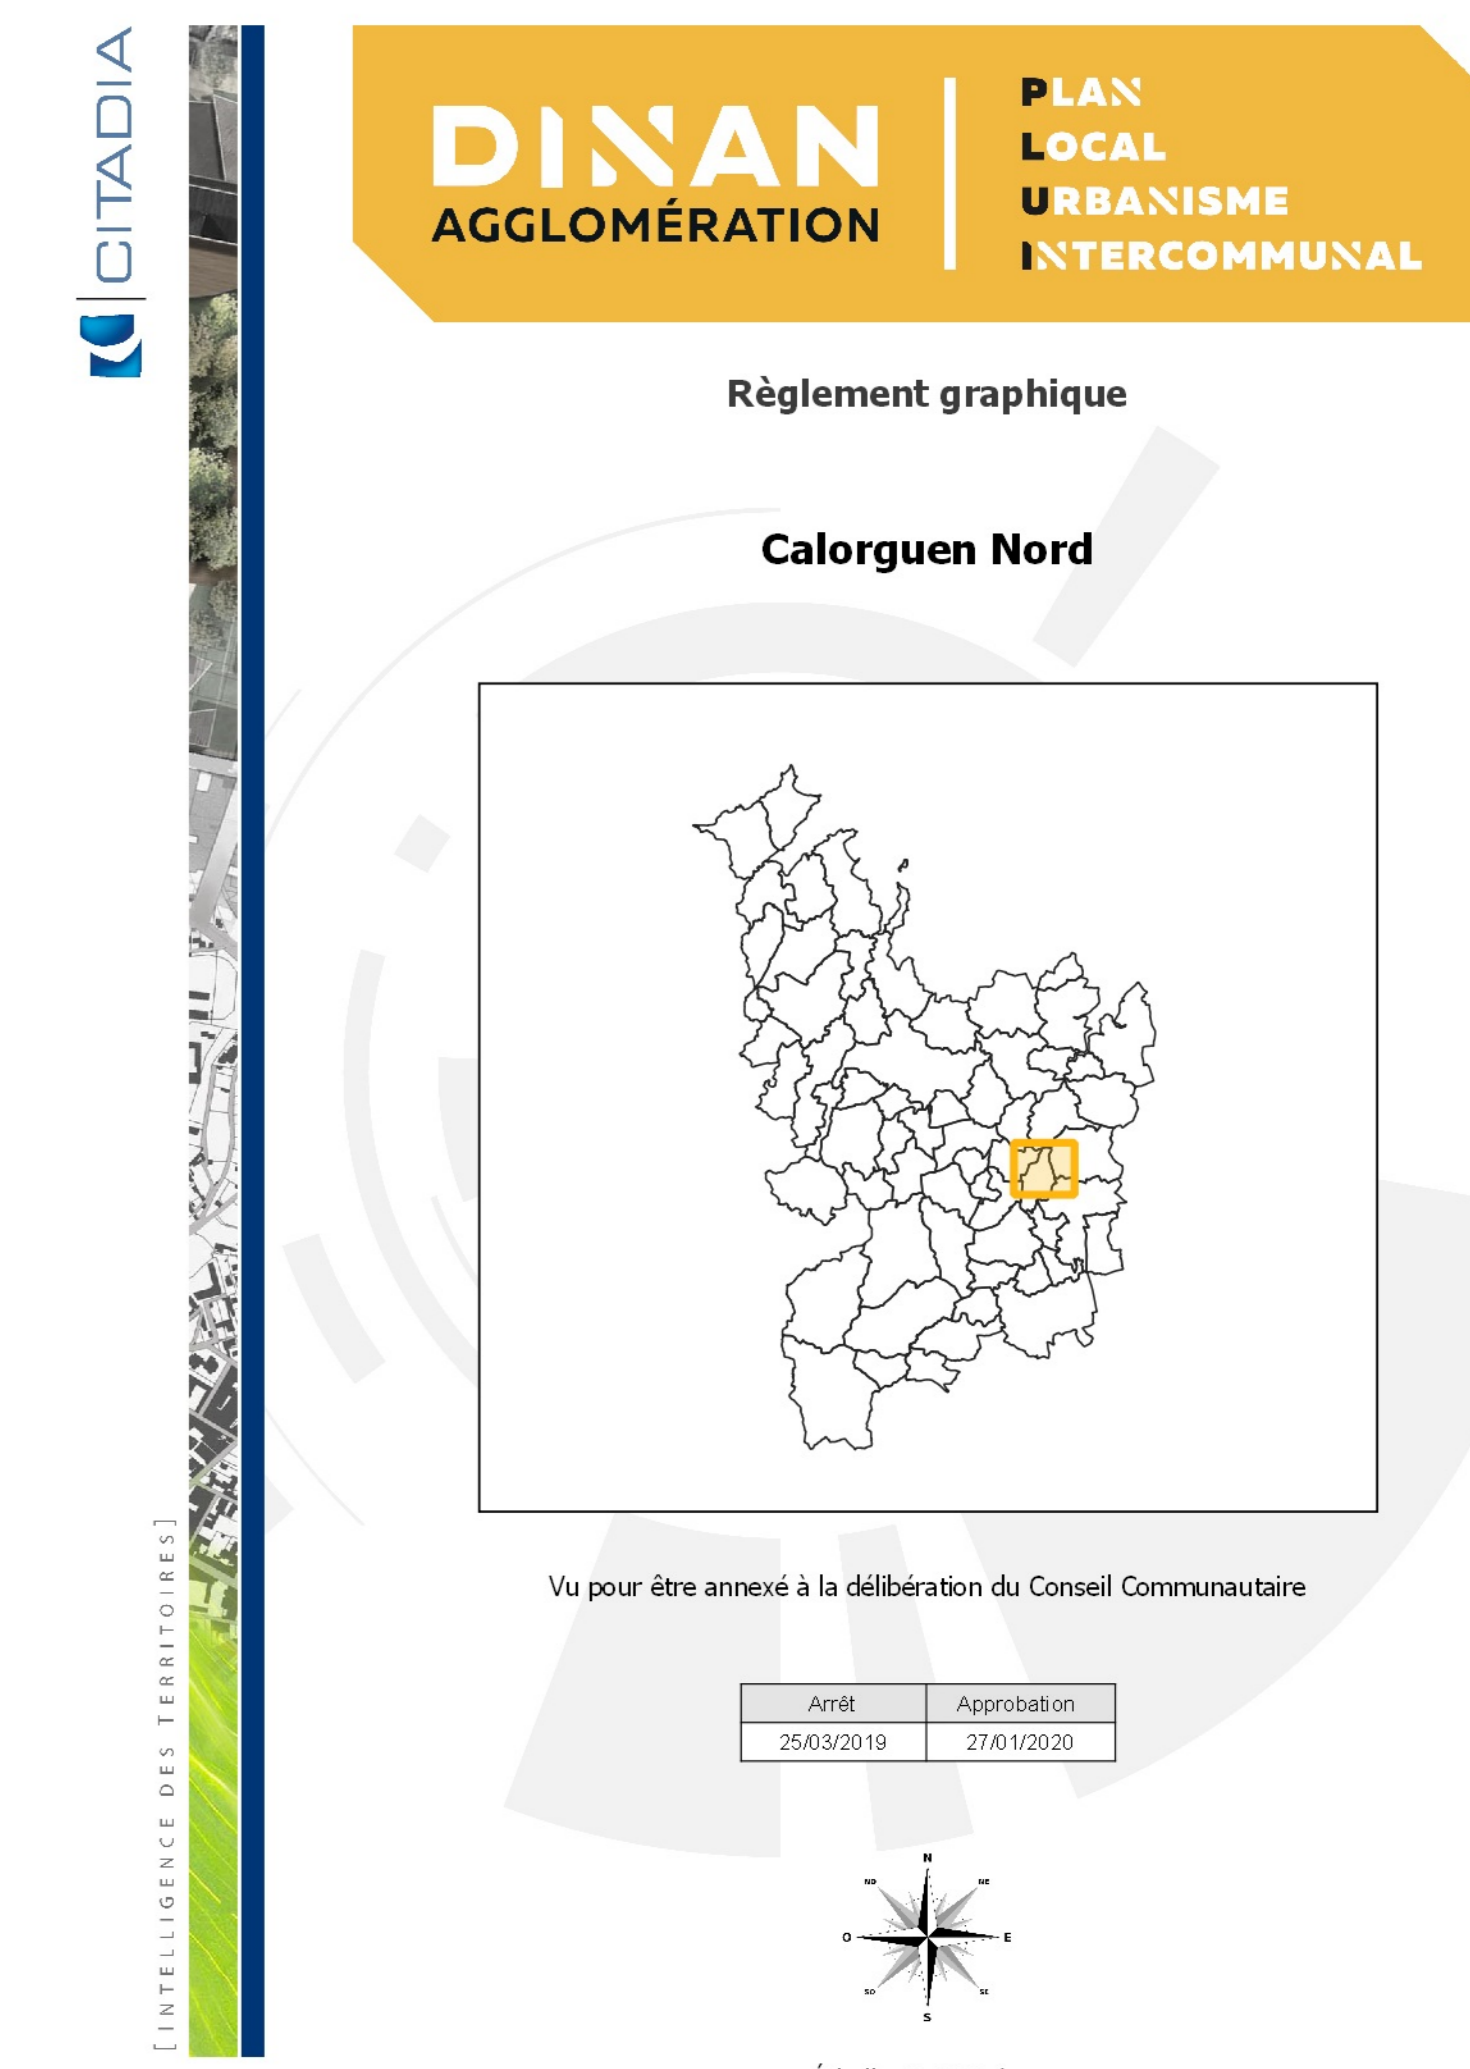 CITADIA
DINAN
AGGLOMÉRATION
PLAN
LOCAL
URBANISME
INTERCOMMUNAL
Règlement graphique
Calorguen Nord
Vu pour être annexé à la délibération du Conseil Communautaire
Arrêt Approbation
25/03/2019 27/01/2020
N
NO NE
O E
SO SE
S
[INTELLIGENCE DES TERRITOIRES]